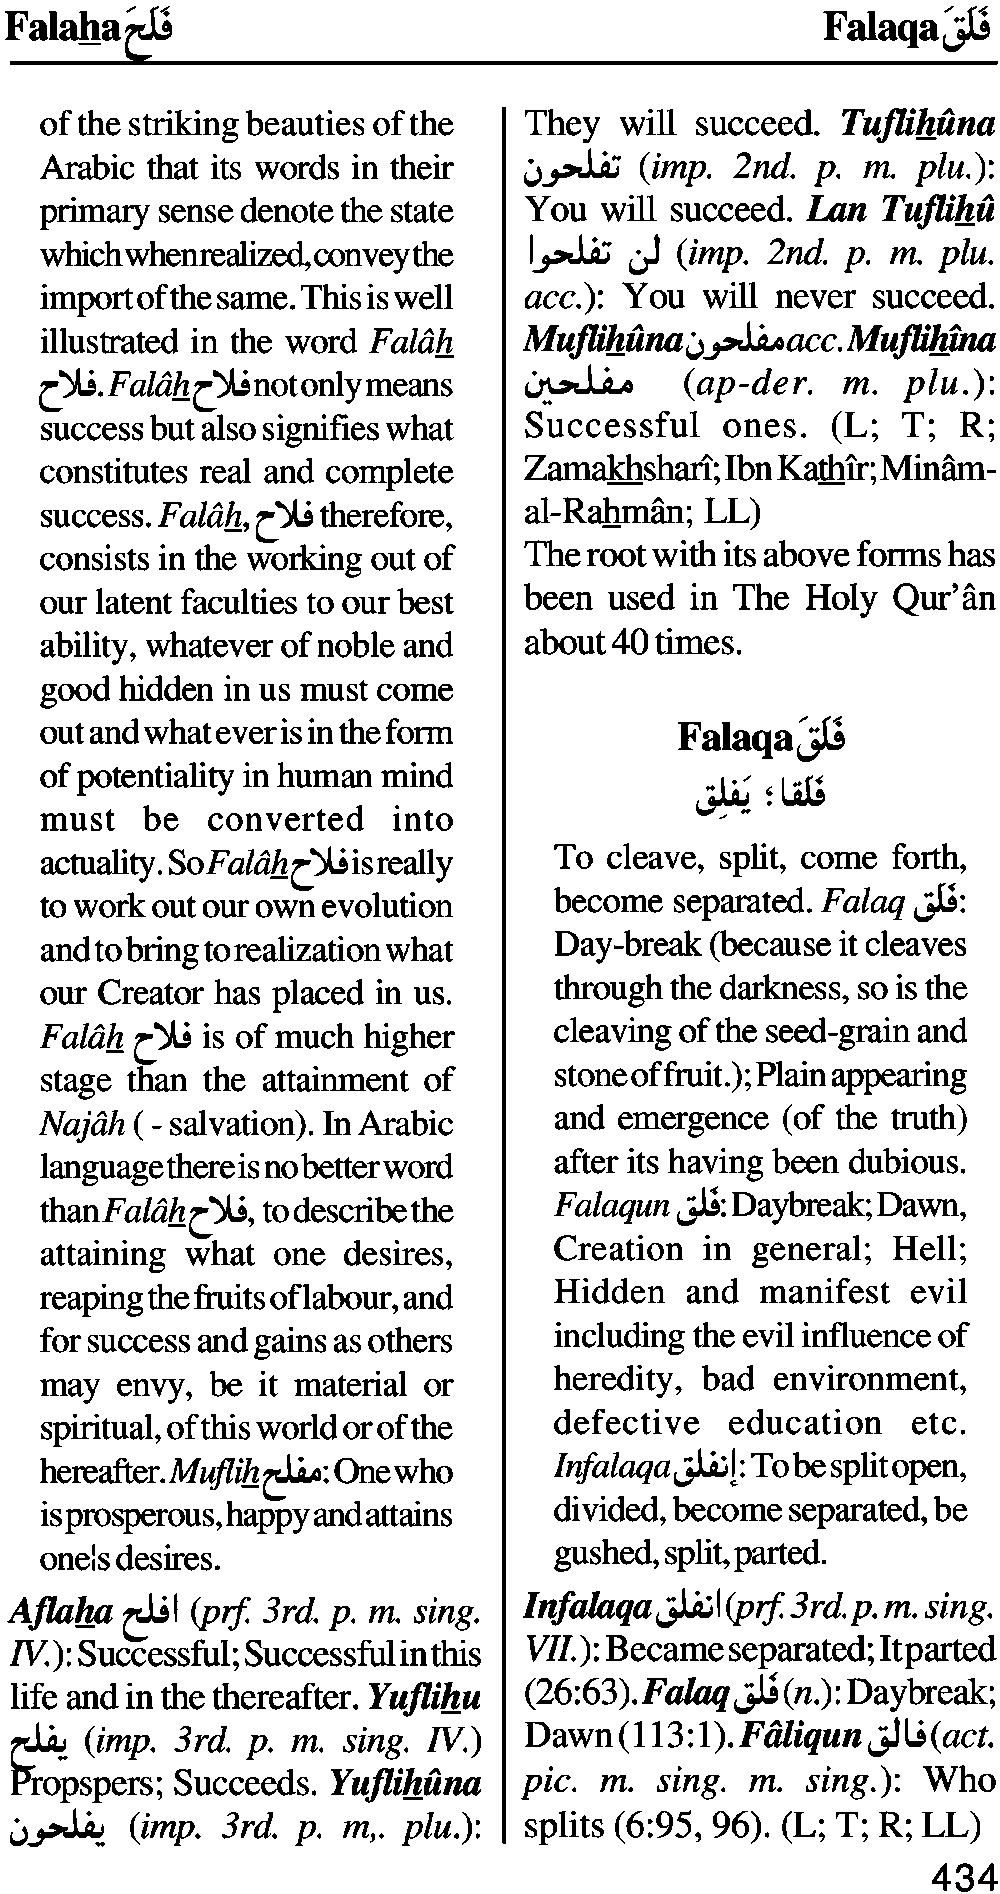 Falaḥa فَلَحَ
Falaqa فَلَقَ
of the striking beauties of the
Arabic that its words in their
primary sense denote the state
which when realized, convey the
import of the same. This is well
illustrated in the word Falâẖ
فلاح. Falâẖ فلاح not only means
success but also signifies what
constitutes real and complete
success. Falâẖ, فلاح therefore,
consists in the working out of
our latent faculties to our best
ability, whatever of noble and
good hidden in us must come
out and what ever is in the form
of potentiality in human mind
must be converted into
actuality. So Falâẖ فلاح is really
to work out our own evolution
and to bring to realization what
our Creator has placed in us.
Falâẖ فلاح is of much higher
stage than the attainment of
Najâh ( - salvation). In Arabic
language there is no better word
than Falâẖ فلاح, to describe the
attaining what one desires,
reaping the fruits of labour, and
for success and gains as others
may envy, be it material or
spiritual, of this world or of the
hereafter. Mufliẖ مفلح: One who
is prosperous, happy and attains
one|s desires.
Aflaẖa افلح (prf. 3rd. p. m. sing.
IV.): Successful; Successful in this
life and in the thereafter. Yufliẖu
يفلح (imp. 3rd. p. m. sing. IV.)
Propspers; Succeeds. Yufliẖûna
يفلحون (imp. 3rd. p. m,. plu.):
They will succeed. Tufliẖûna
تفلحون (imp. 2nd. p. m. plu.):
You will succeed. Lan Tufliẖû
لن تفلحوا (imp. 2nd. p. m. plu.
acc.): You will never succeed.
Mufliẖûna مفلحون acc. Mufliẖîna
مفلحين (ap-der. m. plu.):
Successful ones. (L; T; R;
Zamakhsharî; Ibn Kathîr; Minâm-
al-Raẖmân; LL)
The root with its above forms has
been used in The Holy Qur’ân
about 40 times.
Falaqa فَلَقَ
فَلَقا؛ يَفلِق
To cleave, split, come forth,
become separated. Falaq فَلَق:
Day-break (because it cleaves
through the darkness, so is the
cleaving of the seed-grain and
stone of fruit.); Plain appearing
and emergence (of the truth)
after its having been dubious.
Falaqun فَلَق: Daybreak; Dawn,
Creation in general; Hell;
Hidden and manifest evil
including the evil influence of
heredity, bad environment,
defective education etc.
Infalaqa إنفلق: To be split open,
divided, become separated, be
gushed, split, parted.
Infalaqa انفلق (prf. 3rd. p. m. sing.
VII.): Became separated; It parted
(26:63). Falaq فَلَق (n.): Daybreak;
Dawn (113:1). Fâliqun فالق (act.
pic. m. sing. m. sing.): Who
splits (6:95, 96). (L; T; R; LL)
434